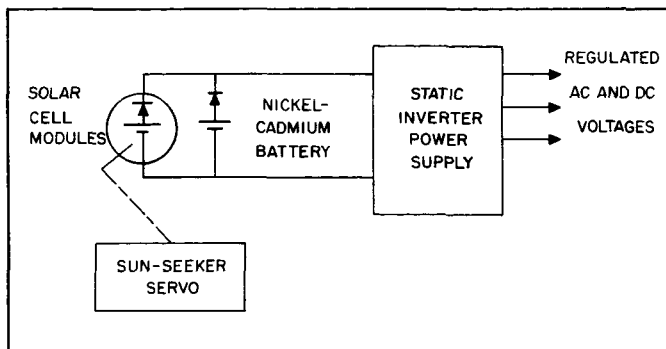 SOLAR
CELL
MODULES
NICKEL-
CADMIUM
BATTERY
STATIC
INVERTER
POWER
SUPPLY
REGULATED
AC AND DC
VOLTAGES
SUN-SEEKER
SERVO